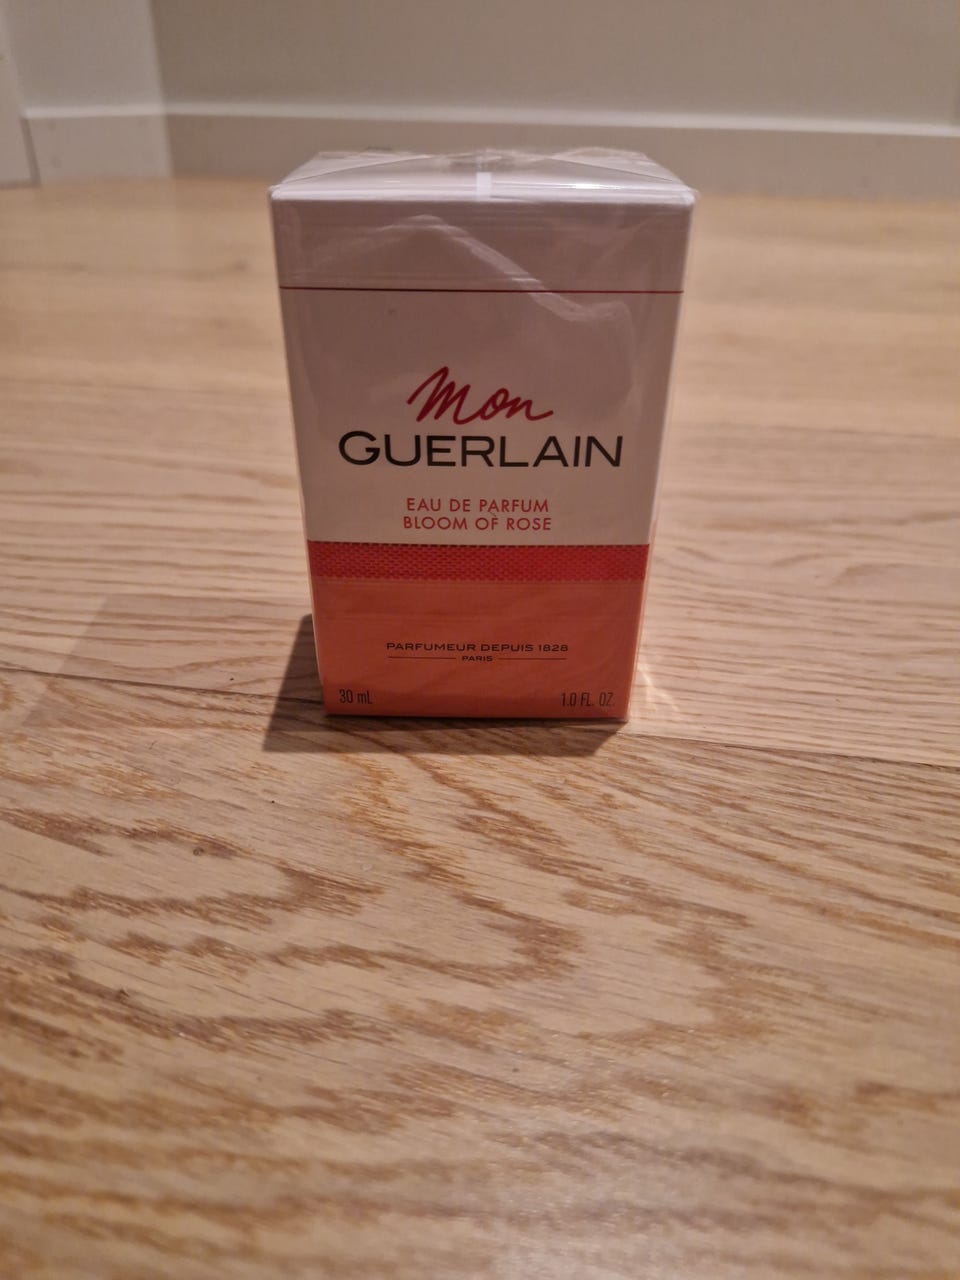 Mon
GUERLAIN
EAU DE PARFUM
BLOOM OF ROSE
PARFUMEUR DEPUIS 1828
PARIS
30 mL 1.0 FL. OZ.